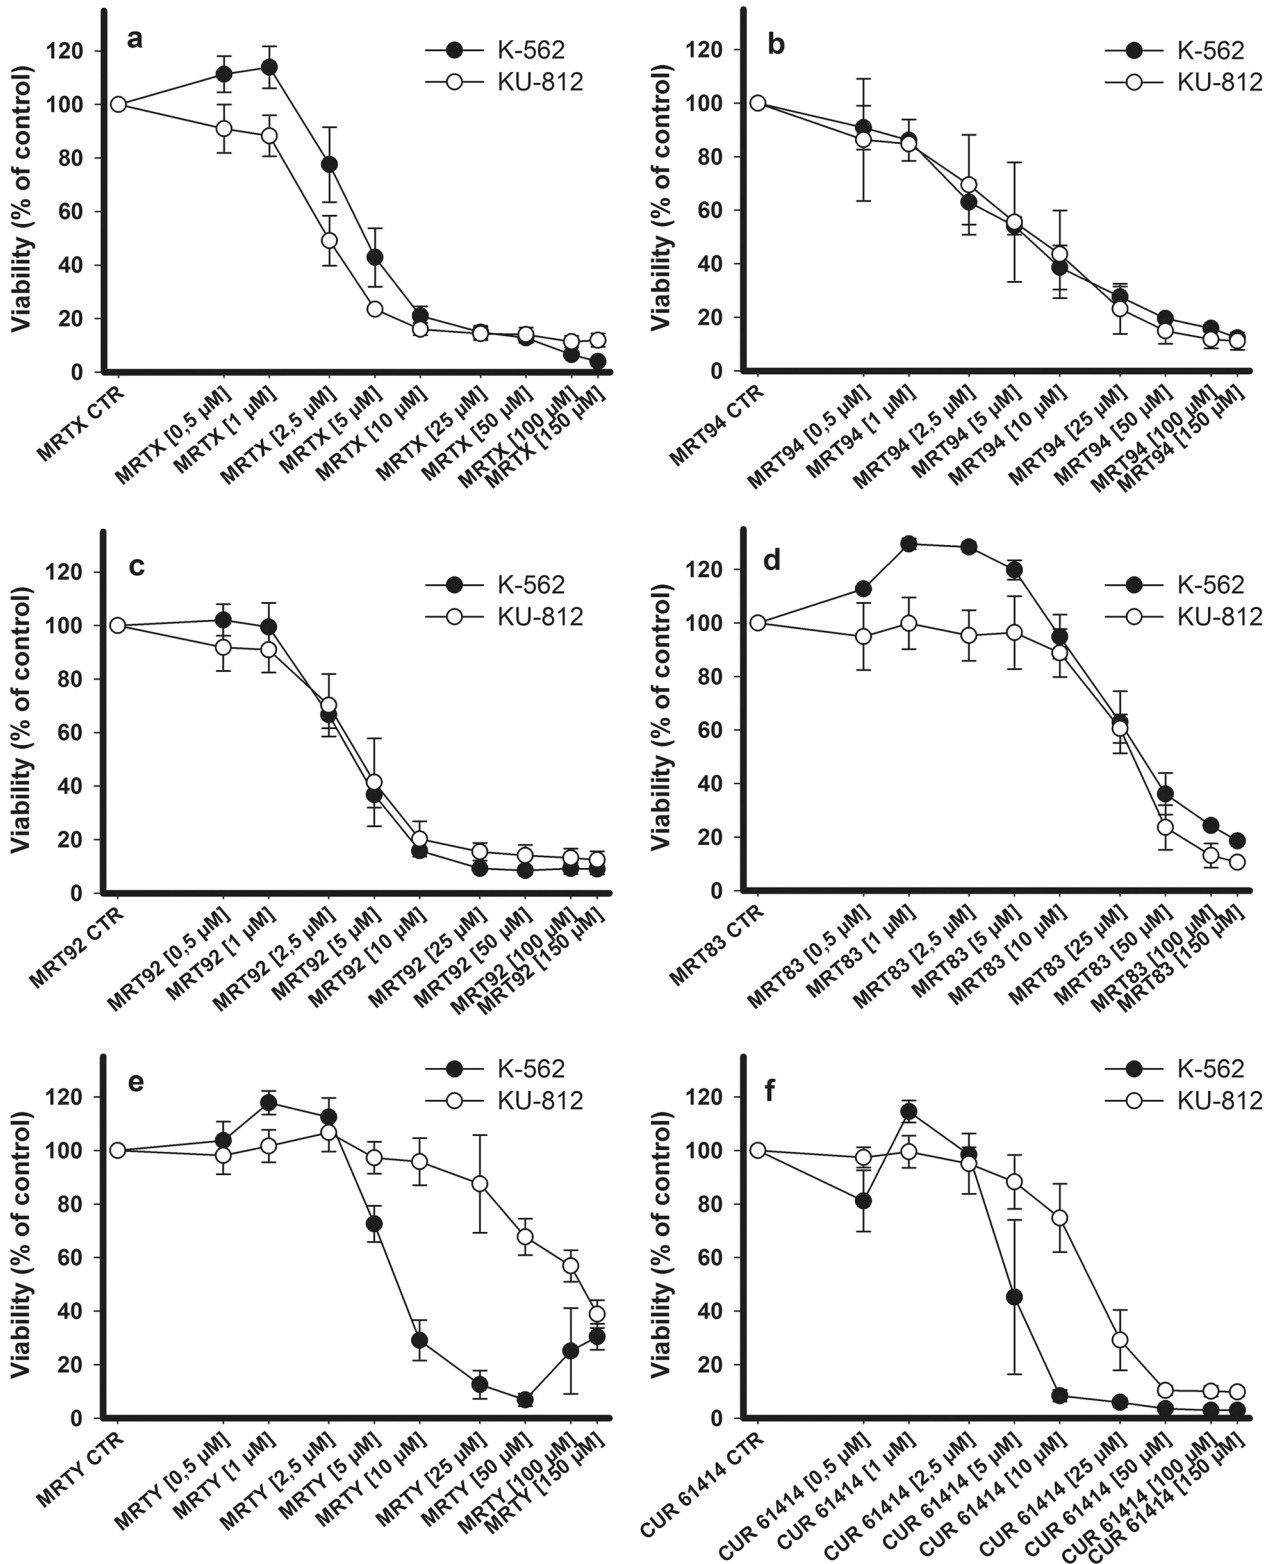 a
K-562
KU-812
Viability (% of control)
120
100
80
60
40
20
0
MRTX CTR
MRTX [0,5 µM]
MRTX [1 µM]
MRTX [2,5 µM]
MRTX [5 µM]
MRTX [10 µM]
MRTX [25 µM]
MRTX [50 µM]
MRTX [100 µM]
MRTX [150 µM]
b
K-562
KU-812
Viability (% of control)
120
100
80
60
40
20
0
MRT94 CTR
MRT94 [0,5 µM]
MRT94 [1 µM]
MRT94 [2,5 µM]
MRT94 [5 µM]
MRT94 [10 µM]
MRT94 [25 µM]
MRT94 [50 µM]
MRT94 [100 µM]
MRT94 [150 µM]
c
K-562
KU-812
Viability (% of control)
120
100
80
60
40
20
0
MRT92 CTR
MRT92 [0,5 µM]
MRT92 [1 µM]
MRT92 [2,5 µM]
MRT92 [5 µM]
MRT92 [10 µM]
MRT92 [25 µM]
MRT92 [50 µM]
MRT92 [100 µM]
MRT92 [150 µM]
d
K-562
KU-812
Viability (% of control)
120
100
80
60
40
20
0
MRT83 CTR
MRT83 [0,5 µM]
MRT83 [1 µM]
MRT83 [2,5 µM]
MRT83 [5 µM]
MRT83 [10 µM]
MRT83 [25 µM]
MRT83 [50 µM]
MRT83 [100 µM]
MRT83 [150 µM]
e
K-562
KU-812
Viability (% of control)
120
100
80
60
40
20
0
MRTY CTR
MRTY [0,5 µM]
MRTY [1 µM]
MRTY [2,5 µM]
MRTY [5 µM]
MRTY [10 µM]
MRTY [25 µM]
MRTY [50 µM]
MRTY [100 µM]
MRTY [150 µM]
f
K-562
KU-812
Viability (% of control)
120
100
80
60
40
20
0
CUR 61414 CTR
CUR 61414 [0,5 µM]
CUR 61414 [1 µM]
CUR 61414 [2,5 µM]
CUR 61414 [5 µM]
CUR 61414 [10 µM]
CUR 61414 [25 µM]
CUR 61414 [50 µM]
CUR 61414 [100 µM]
CUR 61414 [150 µM]